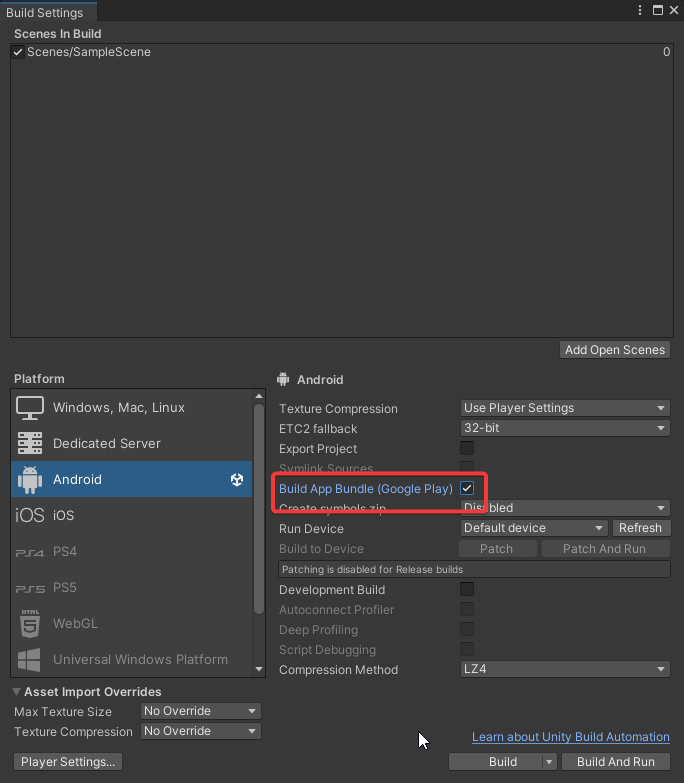 Build Settings
Scenes In Build
Scenes/SampleScene 0
Add Open Scenes
Platform
Windows, Mac, Linux
Dedicated Server
Android
iOS iOS
PS4 PS4
PS5 PS5
HTML 5 WebGL
Universal Windows Platform
Android
Texture Compression Use Player Settings
ETC2 fallback 32-bit
Export Project
Symlink Sources
Build App Bundle (Google Play)
Create symbols.zip Disabled
Run Device Default device Refresh
Build to Device Patch Patch And Run
Patching is disabled for Release builds
Development Build
Autoconnect Profiler
Deep Profiling
Script Debugging
Compression Method LZ4
Asset Import Overrides
Max Texture Size No Override
Texture Compression No Override
Learn about Unity Build Automation
Player Settings... Build Build And Run